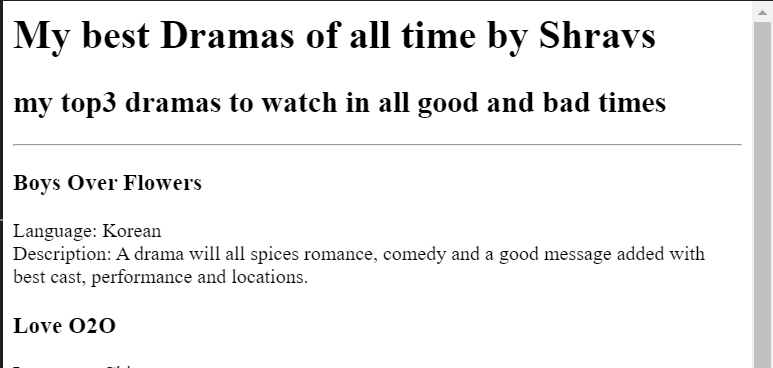 My best Dramas of all time by Shravs
my top3 dramas to watch in all good and bad times
Boys Over Flowers
Language: Korean
Description: A drama will all spices romance, comedy and a good message added with
best cast, performance and locations.
Love O2O